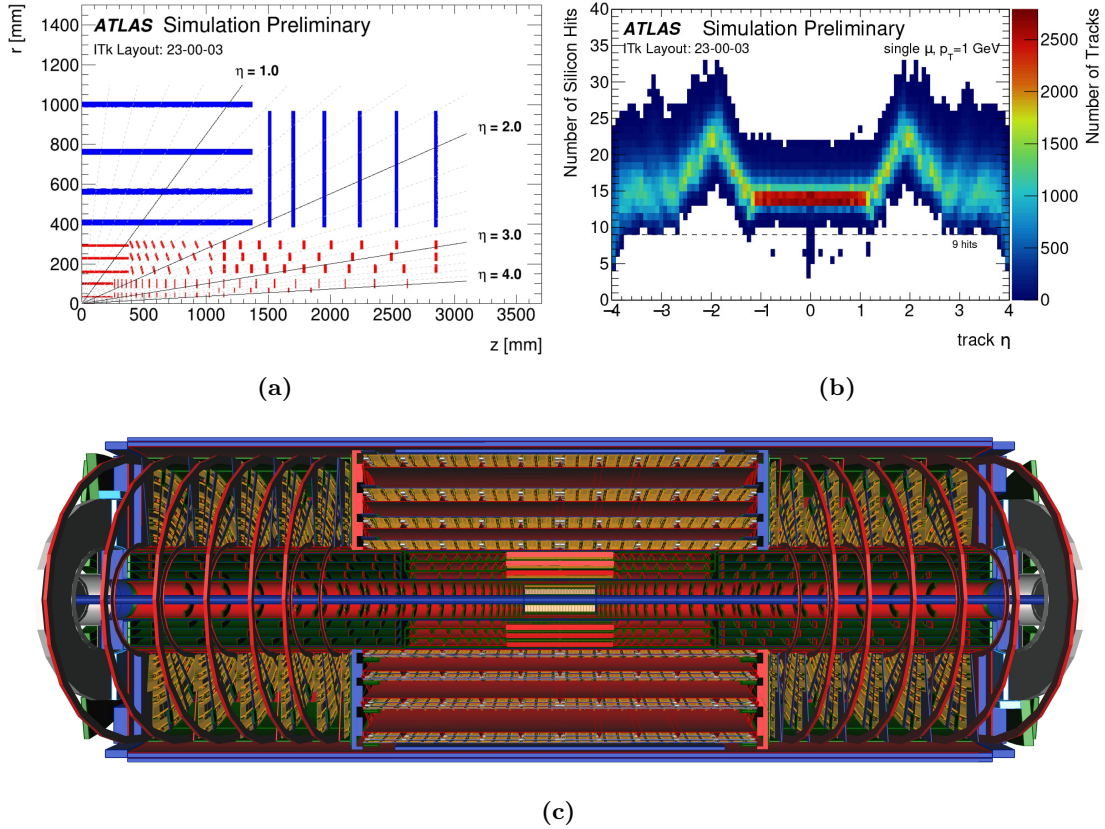 r [mm]
1400
1200
1000
800
600
400
200
0
ATLAS Simulation Preliminary
ITk Layout: 23-00-03
η = 1.0
η = 2.0
η = 3.0
η = 4.0
0 500 1000 1500 2000 2500 3000 3500
z [mm]
(a)
Number of Silicon Hits
40
35
30
25
20
15
10
5
0
ATLAS Simulation Preliminary
ITk Layout: 23-00-03
single μ, pT=1 GeV
9 hits
−4 −3 −2 −1 0 1 2 3 4
track η
2500
2000
1500
1000
500
0
Number of Tracks
(b)
(c)